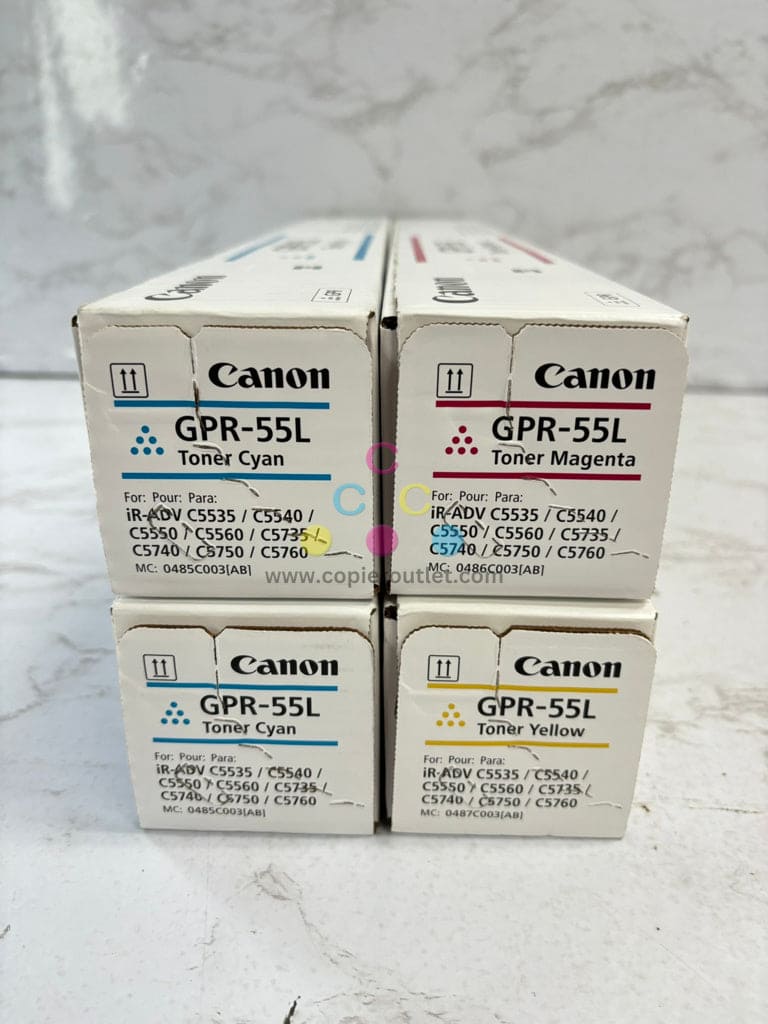 Canon
Canon
Canon
GPR-55L
Toner Cyan
For: Pour: Para:
iR-ADV C5535 / C5540 /
C5550 / C5560 / C5735 /
C5740 / C5750 / C5760
MC: 0485C003[AB]
Canon
GPR-55L
Toner Magenta
For: Pour: Para:
iR-ADV C5535 / C5540 /
C5550 / C5560 / C5735 /
C5740 / C5750 / C5760
MC: 0486C003[AB]
C
C C
www.copieroutlet.com
Canon
GPR-55L
Toner Cyan
For: Pour: Para:
iR-ADV C5535 / C5540 /
C5550 / C5560 / C5735 /
C5740 / C5750 / C5760
MC: 0485C003[AB]
Canon
GPR-55L
Toner Yellow
For: Pour: Para:
iR-ADV C5535 / C5540 /
C5550 / C5560 / C5735 /
C5740 / C5750 / C5760
MC: 0487C003[AB]